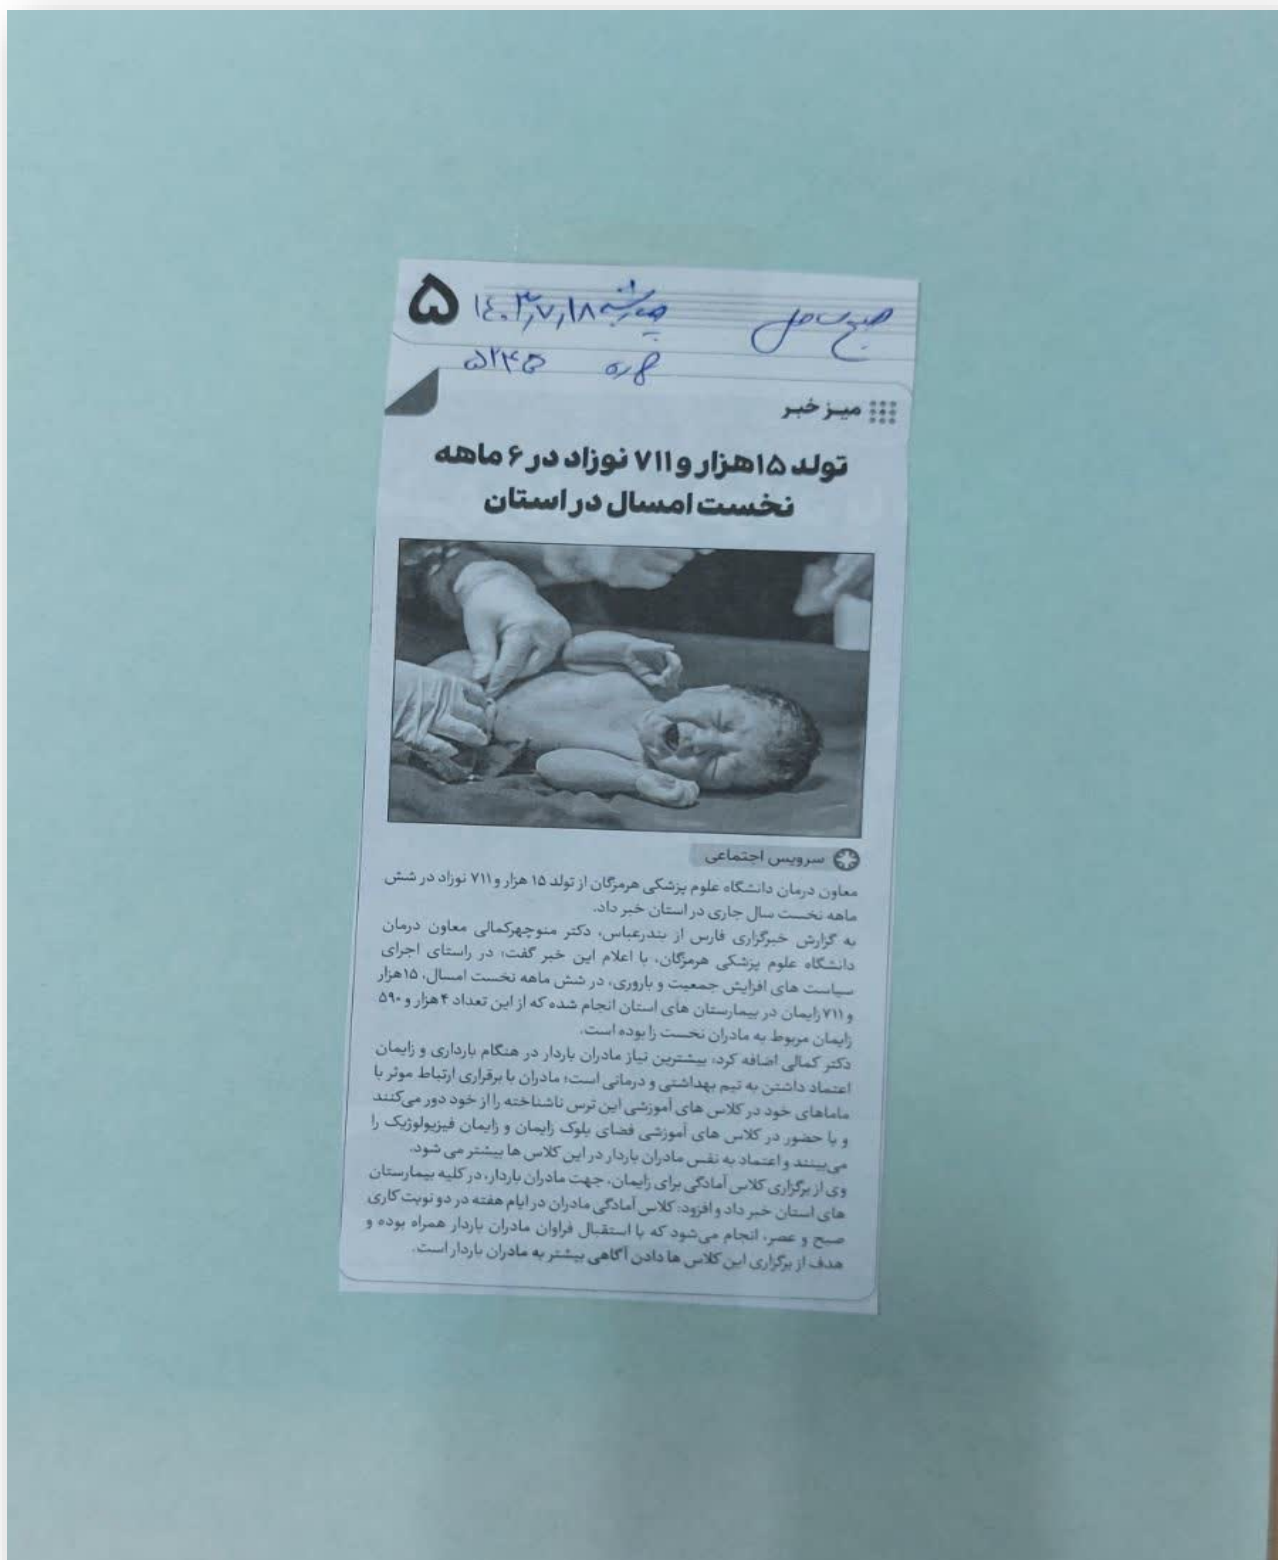 صبح ساحل چهارشنبه ۱۴۰۳٫۷٫۱۸ ۵
شماره ۵۲۴۵
میز خبر
تولد ۱۵هزار و ۷۱۱ نوزاد در ۶ ماهه
نخست امسال در استان
سرویس اجتماعی
معاون درمان دانشگاه علوم پزشکی هرمزگان از تولد ۱۵ هزار و ۷۱۱ نوزاد در شش
ماهه نخست سال جاری در استان خبر داد.
به گزارش خبرگزاری فارس از بندرعباس، دکتر منوچهرکمالی معاون درمان
دانشگاه علوم پزشکی هرمزگان، با اعلام این خبر گفت: در راستای اجرای
سیاست های افزایش جمعیت و باروری، در شش ماهه نخست امسال، ۱۵هزار
و ۷۱۱ زایمان در بیمارستان های استان انجام شده که از این تعداد ۴ هزار و ۵۹۰
زایمان مربوط به مادران نخست زا بوده است.
دکتر کمالی اضافه کرد: بیشترین نیاز مادران باردار در هنگام بارداری و زایمان
اعتماد داشتن به تیم بهداشتی و درمانی است؛ مادران با برقراری ارتباط موثر با
ماماهای خود در کلاس های آموزشی این ترس ناشناخته را از خود دور می‌کنند
و با حضور در کلاس های آموزشی فضای بلوک زایمان و زایمان فیزیولوژیک را
می‌بینند و اعتماد به نفس مادران باردار در این کلاس ها بیشتر می شود.
وی از برگزاری کلاس آمادگی برای زایمان، جهت مادران باردار، در کلیه بیمارستان
های استان خبر داد و افزود: کلاس آمادگی مادران در ایام هفته در دو نوبت کاری
صبح و عصر، انجام می‌شود که با استقبال فراوان مادران باردار همراه بوده و
هدف از برگزاری این کلاس ها دادن آگاهی بیشتر به مادران باردار است.